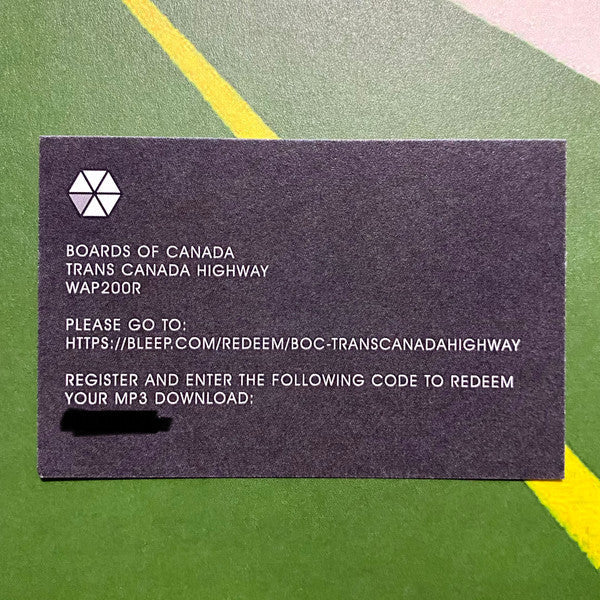 BOARDS OF CANADA
TRANS CANADA HIGHWAY
WAP200R
PLEASE GO TO:
HTTPS://BLEEP.COM/REDEEM/BOC-TRANSCANADAHIGHWAY
REGISTER AND ENTER THE FOLLOWING CODE TO REDEEM
YOUR MP3 DOWNLOAD: